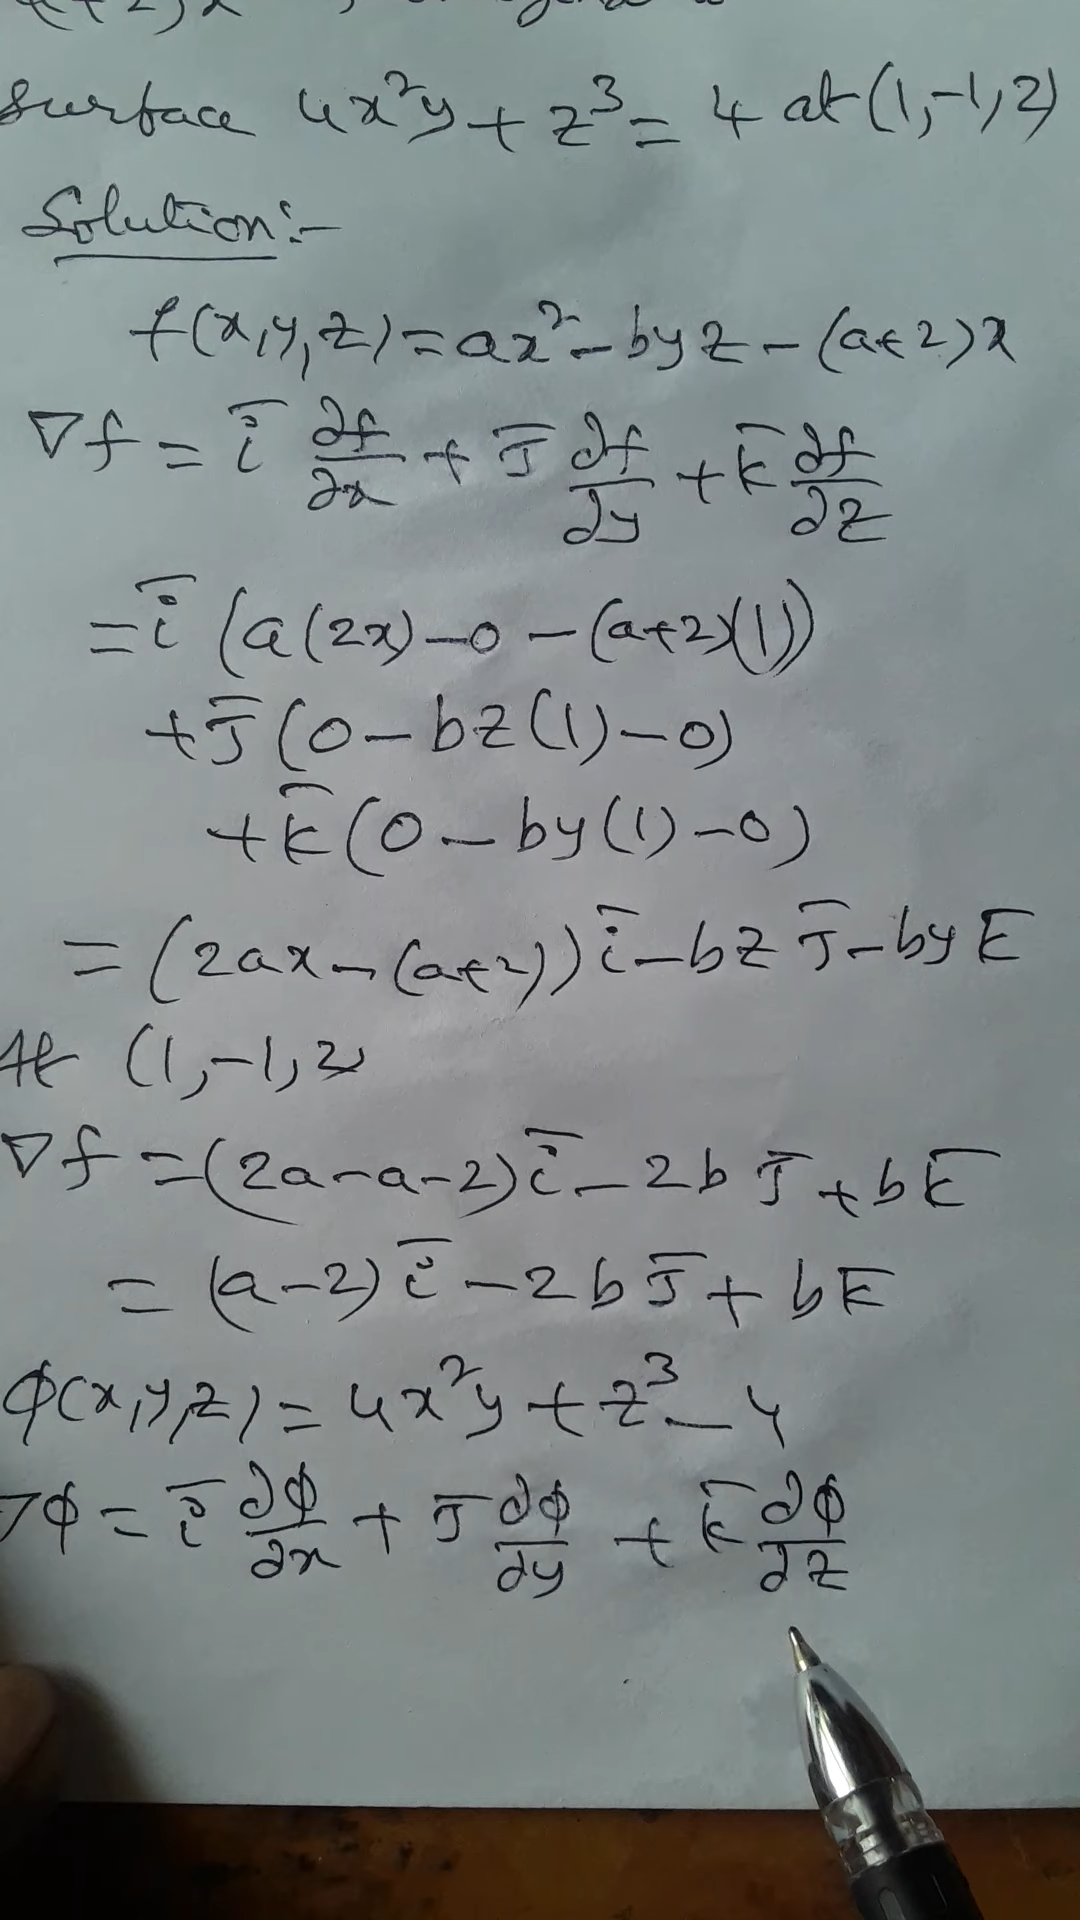 +2)x
surface 4x²y + z³ = 4 at (1,-1,2)
Solution:-
f(x,y,z) = ax² - byz - (a+2)x
∇f = i̅ ∂f/∂x + j̅ ∂f/∂y + k̅ ∂f/∂z
= i̅ (a(2x) - 0 - (a+2)(1))
+ j̅ (0 - bz(1) - 0)
+ k̅ (0 - by(1) - 0)
= (2ax - (a+2)) i̅ - bz j̅ - by k̅
At (1,-1,2)
∇f = (2a - a - 2) i̅ - 2b j̅ + b k̅
= (a-2) i̅ - 2b j̅ + b k̅
ϕ(x,y,z) = 4x²y + z³ - 4
∇ϕ = i̅ ∂ϕ/∂x + j̅ ∂ϕ/∂y + k̅ ∂ϕ/∂z